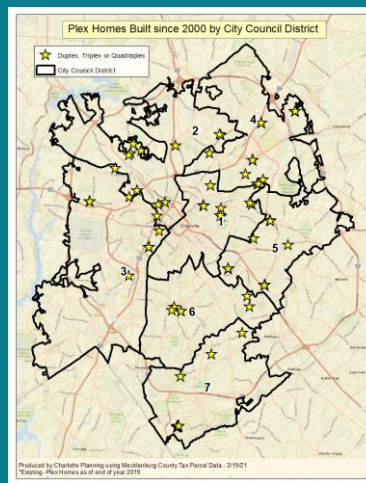 Plex Homes Built since 2000 by City Council District
Duplex, Triplex or Quadraplex
City Council District
2
4
1
5
3
6
7
Charlotte
Produced by Charlotte Planning using Mecklenburg County Tax Parcel Data - 2/19/21
*Existing Plex Homes as of end of year 2019